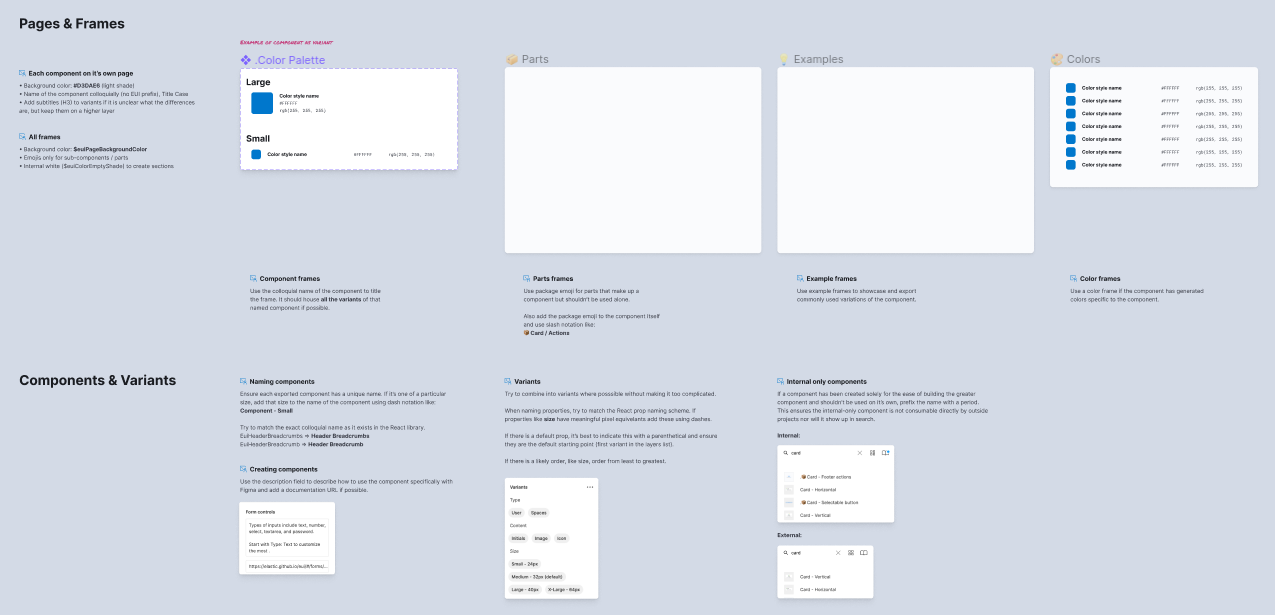 Pages & Frames
Each component on it's own page
• Background color: #D3DAE6 (light shade)
• Name of the component colloquially (no EUI prefix), Title Case
• Add subtitles (H3) to variants if it is unclear what the differences
are, but keep them on a higher layer
All frames
• Background color: $euiPageBackgroundColor
• Emojis only for sub-components / parts
• Internal white ($euiColorEmptyShade) to create sections
Example of component as variant
.Color Palette
Large
Color style name
#FFFFFF
rgb(255, 255, 255)
Small
Color style name #FFFFFF rgb(255, 255, 255)
Component frames
Use the colloquial name of the component to title
the frame. It should house all the variants of that
named component if possible.
📦 Parts
Parts frames
Use package emoji for parts that make up a
component but shouldn't be used alone.
Also add the package emoji to the component itself
and use slash notation like:
📦 Card / Actions
💡 Examples
Example frames
Use example frames to showcase and export
commonly used variations of the component.
🎨 Colors
Color style name #FFFFFF rgb(255, 255, 255)
Color style name #FFFFFF rgb(255, 255, 255)
Color style name #FFFFFF rgb(255, 255, 255)
Color style name #FFFFFF rgb(255, 255, 255)
Color style name #FFFFFF rgb(255, 255, 255)
Color style name #FFFFFF rgb(255, 255, 255)
Color style name #FFFFFF rgb(255, 255, 255)
Color frames
Use a color frame if the component has generated
colors specific to the component.
Components & Variants
Naming components
Ensure each exported component has a unique name. If it's one of a particular
size, add that size to the name of the component using dash notation like:
Component - Small
Try to match the exact colloquial name as it exists in the React library.
EuiHeaderBreadcrumbs → Header Breadcrumbs
EuiHeaderBreadcrumb → Header Breadcrumb
Creating components
Use the description field to describe how to use the component specifically with
Figma and add a documentation URL if possible.
Form controls
Types of inputs include text, number,
select, textarea, and password.
Start with Type: Text to customize
the most .
https://elastic.github.io/eui/#/forms/...
Variants
Try to combine into variants where posssible without making it too complicated.
When naming properties, try to match the React prop naming scheme. If
properties like size have meaningful pixel equivelants add these using dashes.
If there is a default prop, it's best to indicate this with a parenthetical and ensure
they are the default starting point (first variant in the layers list).
If there is a likely order, like size, order from least to greatest.
Variants
Type
User Spaces
Content
Initials Image Icon
Size
Small - 24px
Medium - 32px (default)
Large - 40px X-Large - 64px
Internal only components
If a component has been created solely for the ease of building the greater
component and shouldn't be used on it's own, prefix the name with a period.
This ensures the internal-only component is not consumable directly by outside
projects nor will it show up in search.
Internal:
card
📦 Card - Footer actions
Card - Horizontal
📦 Card - Selectable button
Card - Vertical
External:
card
Card - Vertical
Card - Horizontal